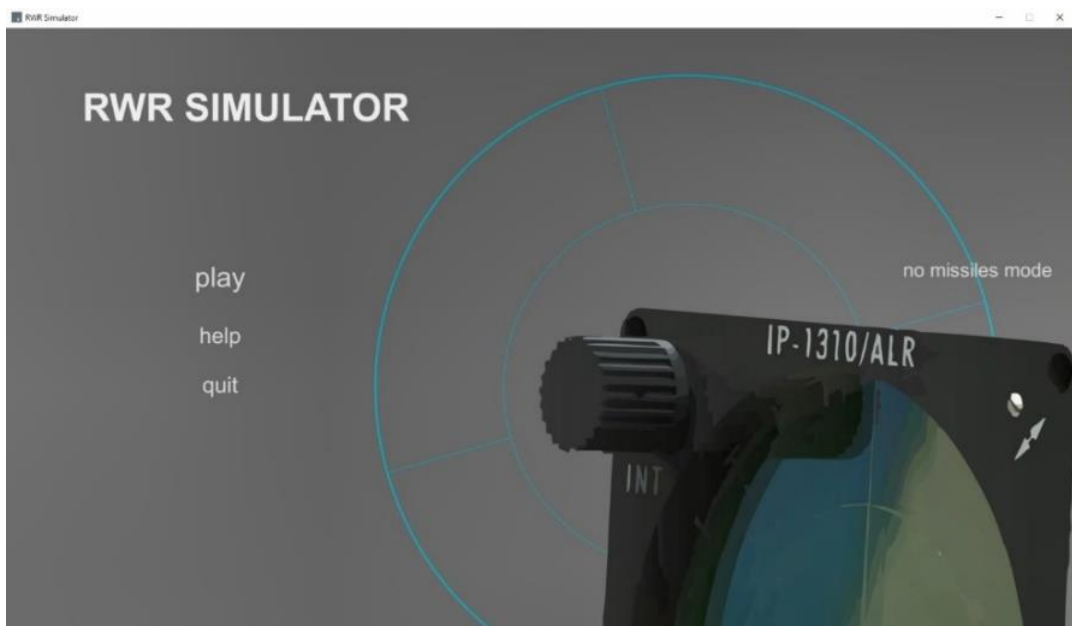 RWR Simulator
RWR SIMULATOR
play
no missiles mode
help
quit
IP-1310/ALR
INT